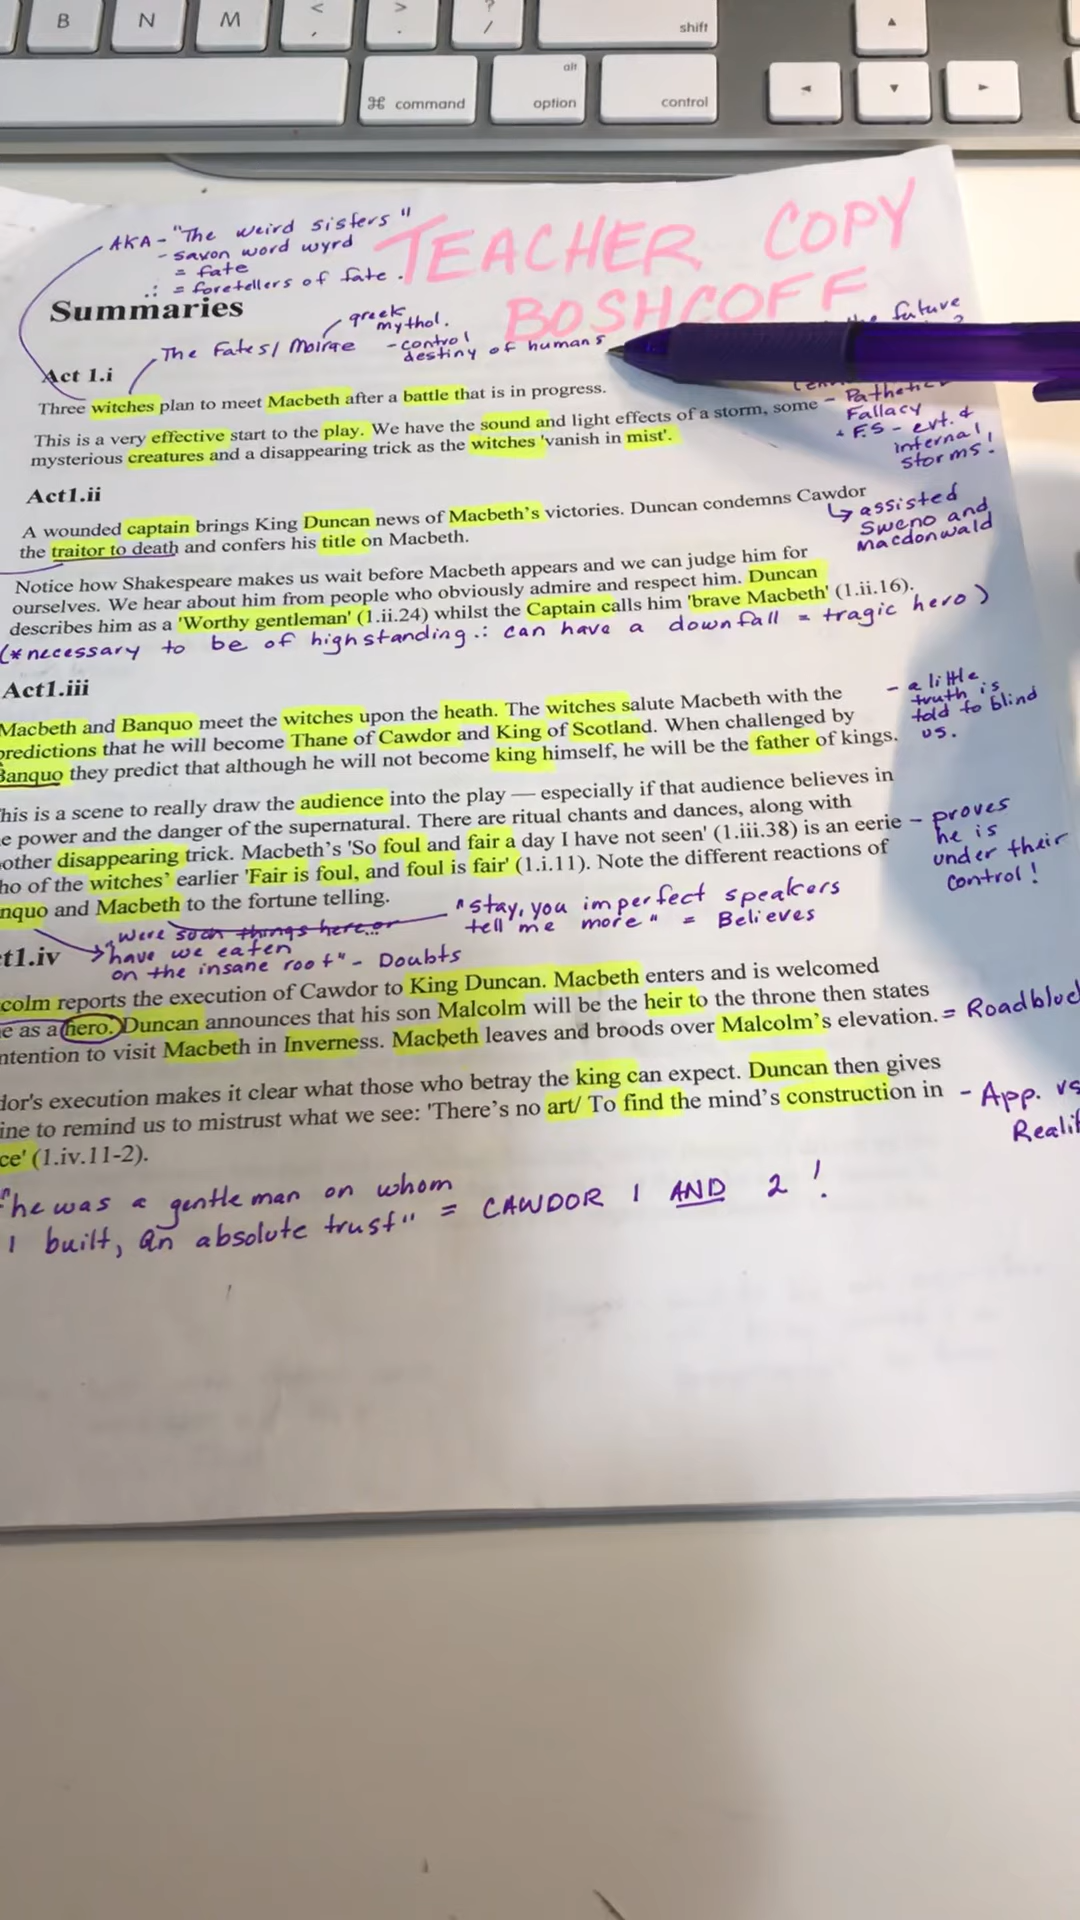 B N M < , > . ? / shift
⌘ command alt option control
AKA - "The weird sisters"
- saxon word wyrd
= fate
∴ = foretellers of fate.
TEACHER COPY
BOSHCOFF
Summaries
greek
mythol.
The Fates/ Moirae - control
destiny of humans
future
?
Act 1.i
Three witches plan to meet Macbeth after a battle that is in progress.
This is a very effective start to the play. We have the sound and light effects of a storm, some
mysterious creatures and a disappearing trick as the witches 'vanish in mist'.
- Pathetic
Fallacy
+ F.S - ext. &
internal
storms!
Act1.ii
A wounded captain brings King Duncan news of Macbeth's victories. Duncan condemns Cawdor
the traitor to death and confers his title on Macbeth.
↳ assisted
Sweno and
Macdonwald
Notice how Shakespeare makes us wait before Macbeth appears and we can judge him for
ourselves. We hear about him from people who obviously admire and respect him. Duncan
describes him as a 'Worthy gentleman' (1.ii.24) whilst the Captain calls him 'brave Macbeth' (1.ii.16).
(*necessary to be of high standing ∴ can have a downfall = tragic hero)
Act1.iii
Macbeth and Banquo meet the witches upon the heath. The witches salute Macbeth with the
predictions that he will become Thane of Cawdor and King of Scotland. When challenged by
Banquo they predict that although he will not become king himself, he will be the father of kings.
- a little
truth is
told to blind
us.
his is a scene to really draw the audience into the play — especially if that audience believes in
e power and the danger of the supernatural. There are ritual chants and dances, along with
other disappearing trick. Macbeth's 'So foul and fair a day I have not seen' (1.iii.38) is an eerie
ho of the witches' earlier 'Fair is foul, and foul is fair' (1.i.11). Note the different reactions of
nquo and Macbeth to the fortune telling.
- proves
he is
under their
control!
"stay, you imperfect speakers
tell me more" = Believes
"Were such things here...or
have we eaten
on the insane root" - Doubts
t1.iv
colm reports the execution of Cawdor to King Duncan. Macbeth enters and is welcomed
e as a hero. Duncan announces that his son Malcolm will be the heir to the throne then states
ntention to visit Macbeth in Inverness. Macbeth leaves and broods over Malcolm's elevation. = Roadbloc
dor's execution makes it clear what those who betray the king can expect. Duncan then gives
ine to remind us to mistrust what we see: 'There's no art/ To find the mind's construction in
ce' (1.iv.11-2).
- App. vs
Realit
"he was a gentleman on whom
I built, an absolute trust" = CAWDOR 1 AND 2 !